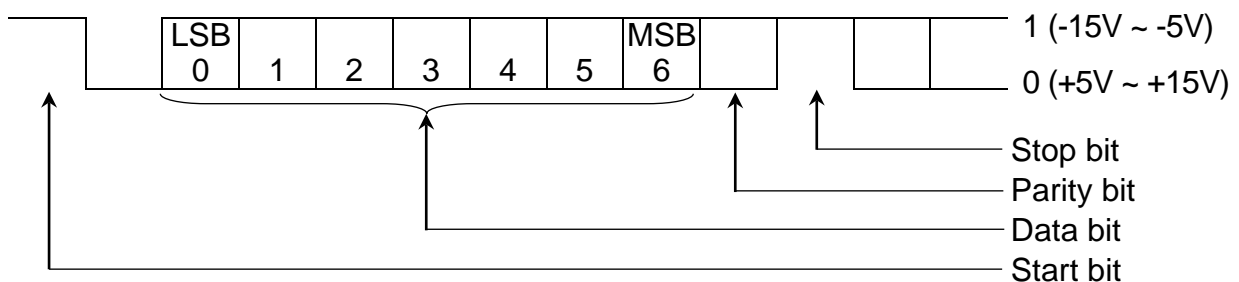 LSB MSB 1 (-15V ~ -5V)
0 1 2 3 4 5 6 0 (+5V ~ +15V)
Stop bit
Parity bit
Data bit
Start bit